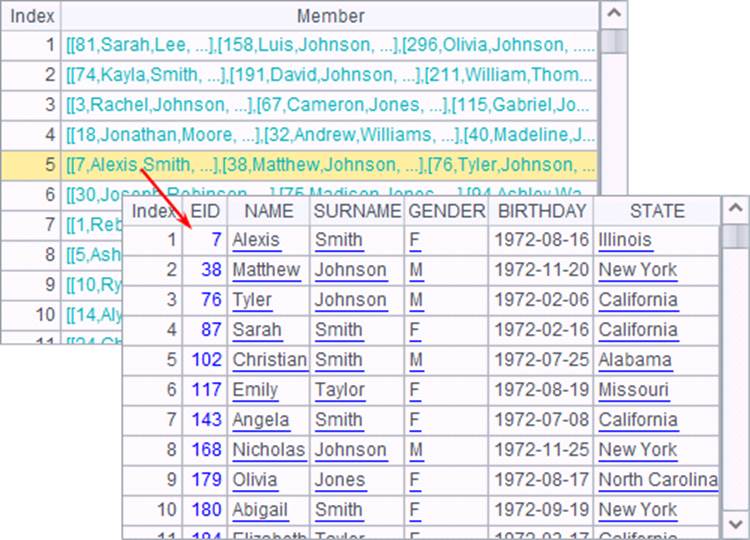 Index Member
1 [[81,Sarah,Lee, ...],[158,Luis,Johnson, ...],[296,Olivia,Johnson, .....
2 [[74,Kayla,Smith, ...],[191,David,Johnson, ...],[211,William,Thom...
3 [[3,Rachel,Johnson, ...],[67,Cameron,Jones, ...],[115,Gabriel,Jo...
4 [[18,Jonathan,Moore, ...],[32,Andrew,Williams, ...],[40,Madeline,J...
5 [[7,Alexis,Smith, ...],[38,Matthew,Johnson, ...],[76,Tyler,Johnson, ...
6 [[30,Joseph,Robinson, ...],[75,Madison,Jones, ...],[94,Ashley,Wa...
7 [[1,Reb
8 [[5,Ash
9 [[10,Ry
10 [[14,Aly
11
Index EID NAME SURNAME GENDER BIRTHDAY STATE
1 7 Alexis Smith F 1972-08-16 Illinois
2 38 Matthew Johnson M 1972-11-20 New York
3 76 Tyler Johnson M 1972-02-06 California
4 87 Sarah Smith F 1972-02-16 California
5 102 Christian Smith M 1972-07-25 Alabama
6 117 Emily Taylor F 1972-08-19 Missouri
7 143 Angela Smith F 1972-07-08 California
8 168 Nicholas Johnson M 1972-11-25 New York
9 179 Olivia Jones F 1972-08-17 North Carolina
10 180 Abigail Smith F 1972-09-19 New York
11 184 Elizabeth Taylor F California